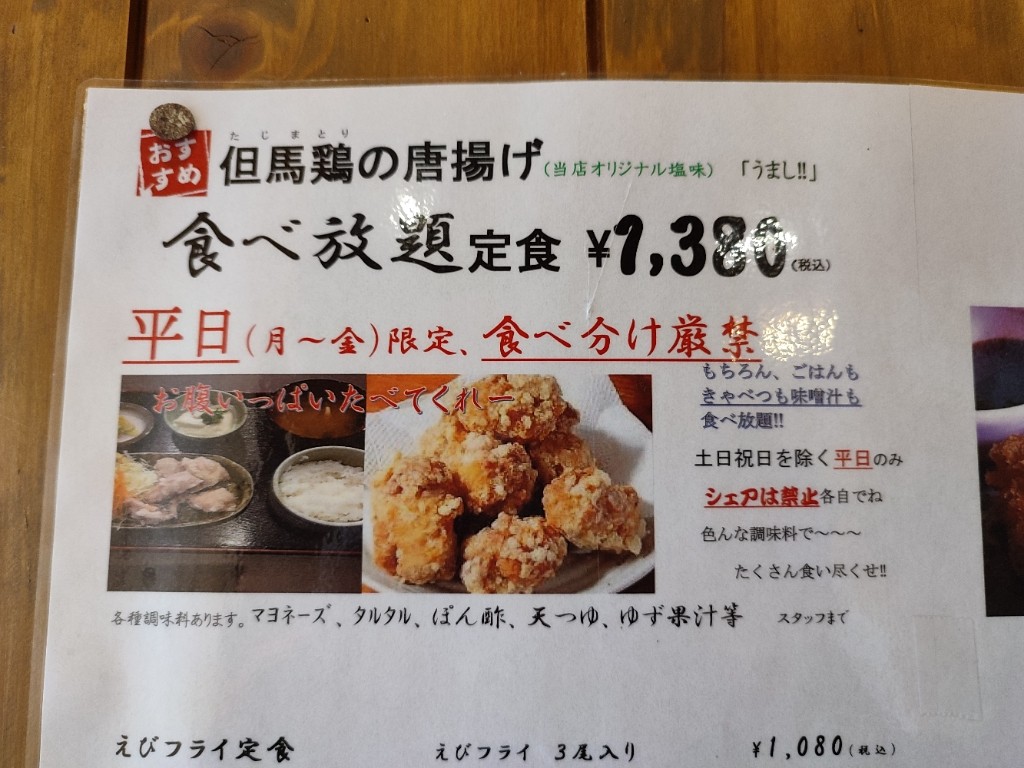 おすすめ
たじまとり
但馬鶏の唐揚げ(当店オリジナル塩味) 「うまし!!」
食べ放題定食 ¥1,380(税込)
平日(月～金)限定、食べ分け厳禁
お腹いっぱいたべてくれー
もちろん、ごはんも
きゃべつも味噌汁も
食べ放題!!
土日祝日を除く平日のみ
シェアは禁止各自でね
色んな調味料で～～～
たくさん食い尽くせ!!
各種調味料あります。マヨネーズ、タルタル、ぽん酢、天つゆ、ゆず果汁等 スタッフまで
えびフライ定食 えびフライ 3尾入り ¥1,080(税込)